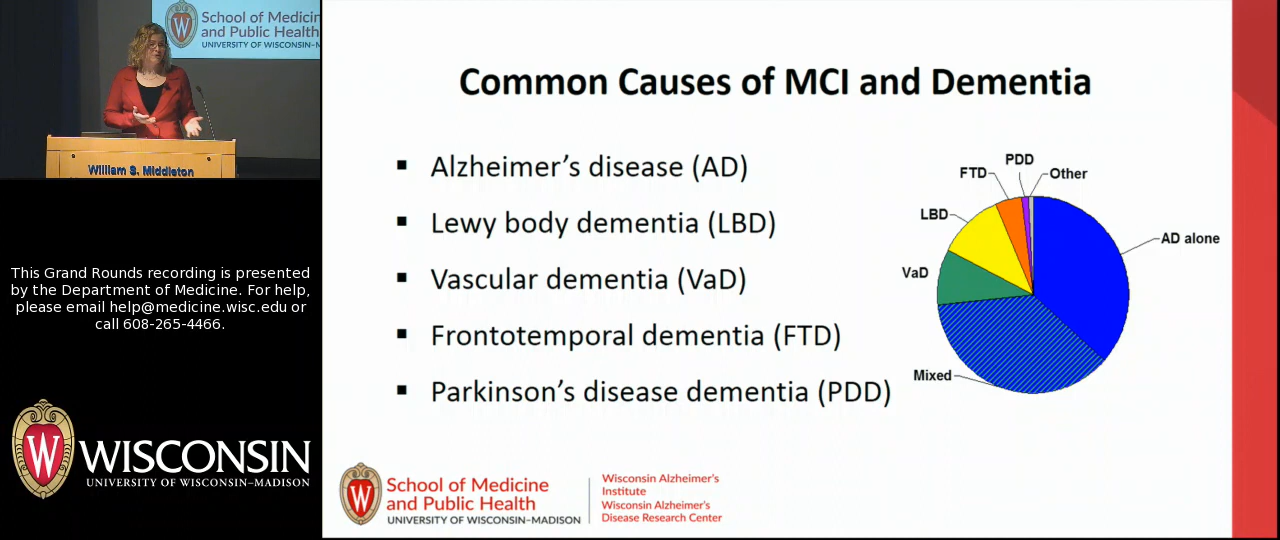 School of Medicin
and Public Health
UNIVERSITY OF WISCONSIN–M
William S. Middleton
This Grand Rounds recording is presented
by the Department of Medicine. For help,
please email help@medicine.wisc.edu or
call 608-265-4466.
W
WISCONSIN
UNIVERSITY OF WISCONSIN–MADISON
Common Causes of MCI and Dementia
▪ Alzheimer’s disease (AD)
▪ Lewy body dementia (LBD)
▪ Vascular dementia (VaD)
▪ Frontotemporal dementia (FTD)
▪ Parkinson’s disease dementia (PDD)
PDD
FTD
Other
LBD
AD alone
VaD
Mixed
W
School of Medicine
and Public Health
UNIVERSITY OF WISCONSIN–MADISON
Wisconsin Alzheimer’s
Institute
Wisconsin Alzheimer’s
Disease Research Center